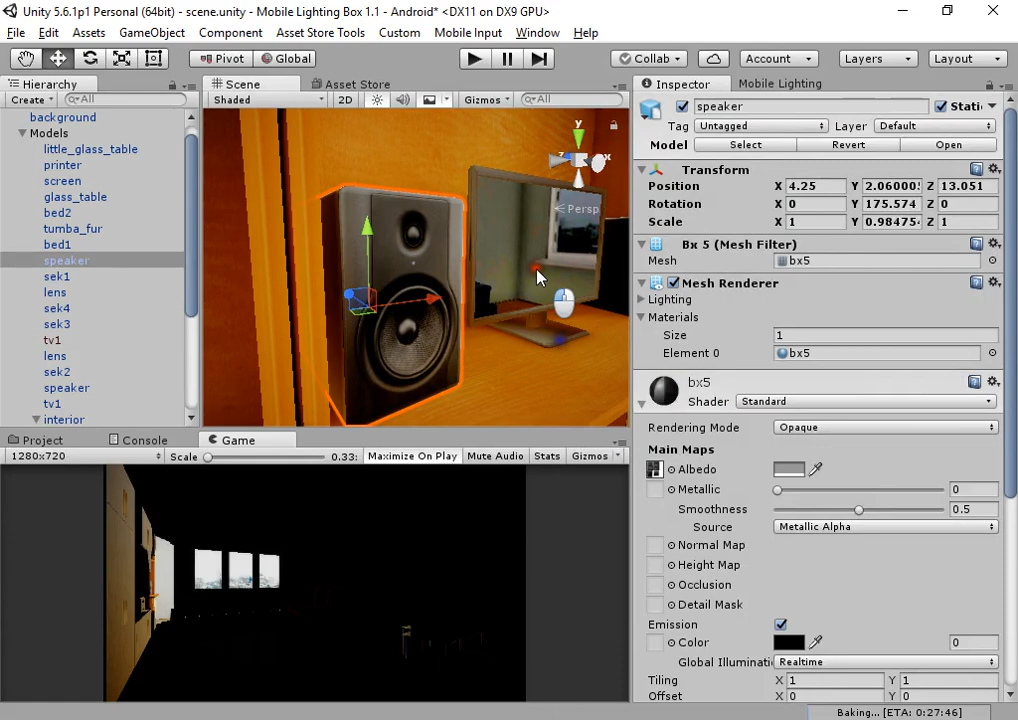 Unity 5.6.1p1 Personal (64bit) - scene.unity - Mobile Lighting Box 1.1 - Android* <DX11 on DX9 GPU>
File Edit Assets GameObject Component Asset Store Tools Custom Mobile Input Window Help
Pivot Global Collab Account Layers Layout
Hierarchy
Create All
background
Models
little_glass_table
printer
screen
glass_table
bed2
tumba_fur
bed1
speaker
sek1
lens
sek4
sek3
tv1
lens
sek2
speaker
tv1
interior
Scene Asset Store
Shaded 2D Gizmos All
y
x
z
Persp
Project Console Game
1280x720 Scale 0.33: Maximize On Play Mute Audio Stats Gizmos
Inspector Mobile Lighting
speaker Stati
Tag Untagged Layer Default
Model Select Revert Open
Transform
Position X 4.25 Y 2.06000! Z 13.051
Rotation X 0 Y 175.574 Z 0
Scale X 1 Y 0.98475 Z 1
Bx 5 (Mesh Filter)
Mesh bx5
Mesh Renderer
Lighting
Materials
Size 1
Element 0 bx5
bx5
Shader Standard
Rendering Mode Opaque
Main Maps
Albedo
Metallic 0
Smoothness 0.5
Source Metallic Alpha
Normal Map
Height Map
Occlusion
Detail Mask
Emission
Color 0
Global Illuminati Realtime
Tiling X 1 Y 1
Offset X 0 Y 0
Baking... [ETA: 0:27:46]